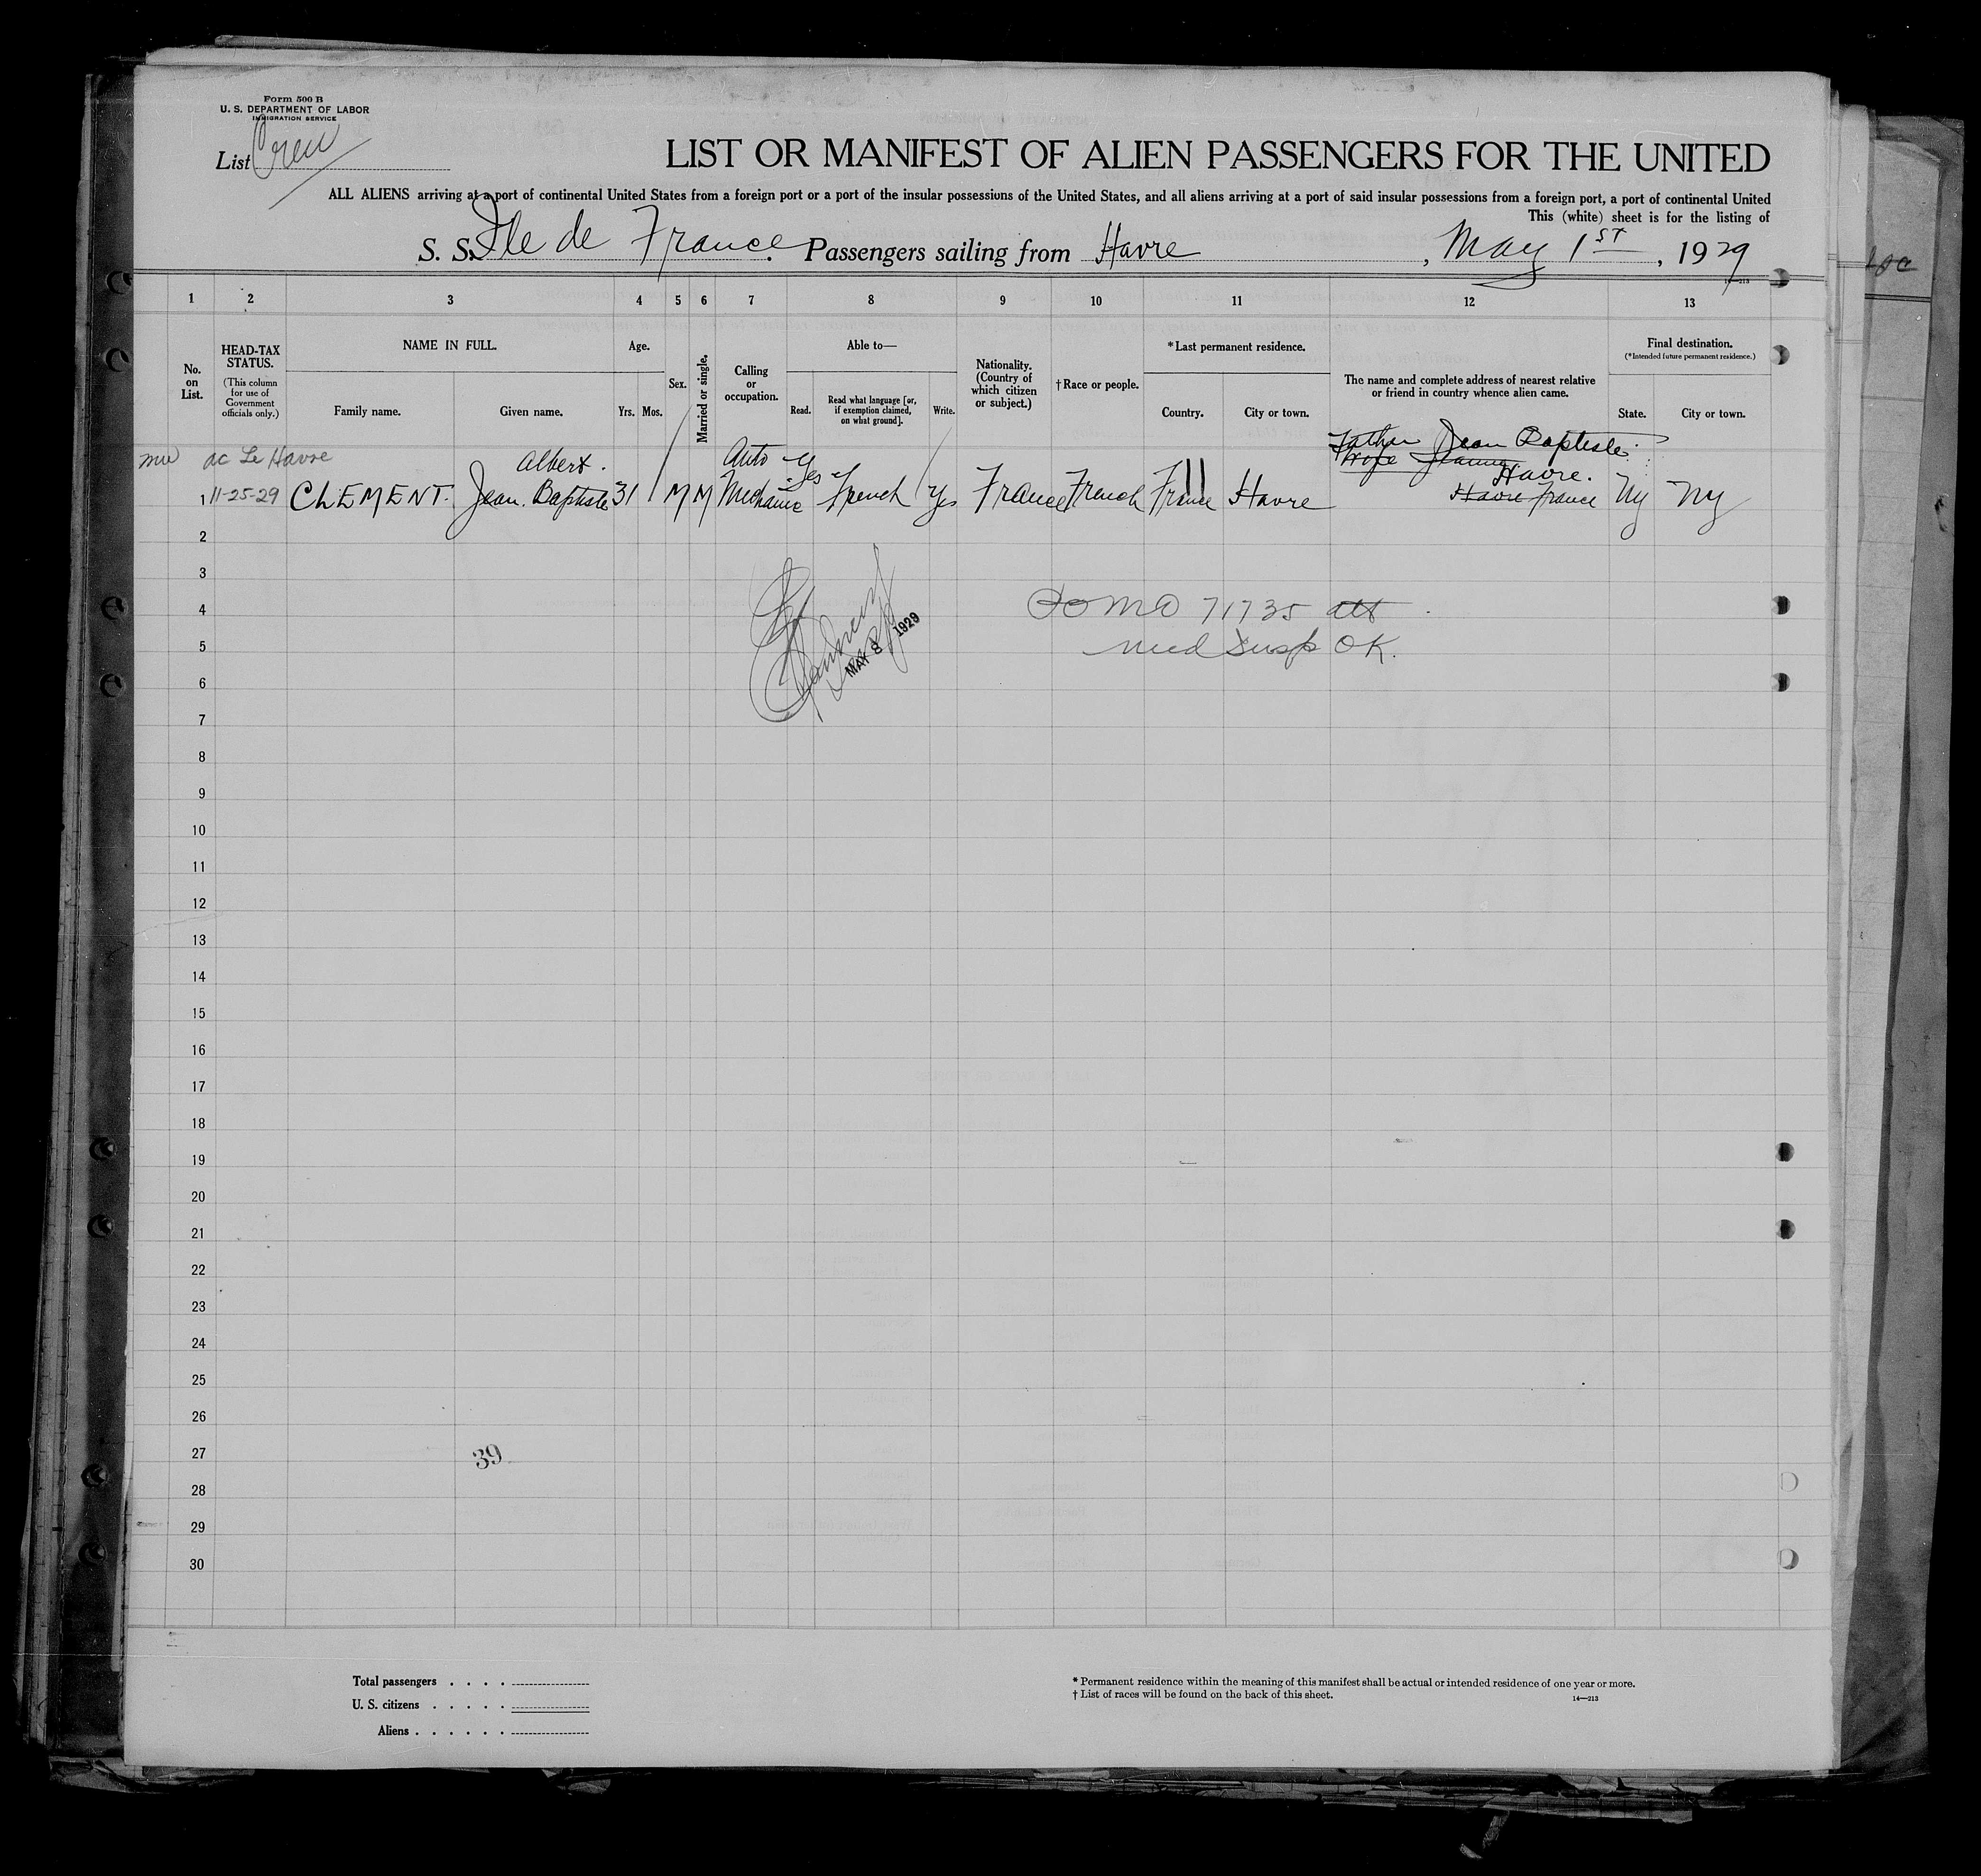 Form 500 B
U. S. DEPARTMENT OF LABOR
IMMIGRATION SERVICE
List Crew
LIST OR MANIFEST OF ALIEN PASSENGERS FOR THE UNITED
ALL ALIENS arriving at a port of continental United States from a foreign port or a port of the insular possessions of the United States, and all aliens arriving at a port of said insular possessions from a foreign port, a port of continental United
This (white) sheet is for the listing of
S. S. Ile de France Passengers sailing from Havre, May 1st, 1929
14—213
1 2 3 4 5 6 7 8 9 10 11 12 13
No. on List.
HEAD-TAX STATUS.
(This column for use of Government officials only.)
NAME IN FULL.
Family name. Given name.
Age.
Yrs. Mos.
Sex.
Married or single.
Calling or occupation.
Able to—
Read. Read what language [or, if exemption claimed, on what ground]. Write.
Nationality. (Country of which citizen or subject.)
†Race or people.
*Last permanent residence.
Country. City or town.
The name and complete address of nearest relative or friend in country whence alien came.
Final destination.
(*Intended future permanent residence.)
State. City or town.
ac Le Havre Albert. Auto Father Jean Baptiste
Wife Jeanne Havre.
1 11-25-29 CLEMENT. Jean. Baptiste 31 M M Mechanic Yes French Yes France French France Havre Havre France Ny Ny
2
3
4 71735
MAY 8 1929
5 med Susp OK.
6
7
8
9
10
11
12
13
14
15
16
17
18
19
20
21
22
23
24
25
26
27
39
28
29
30
Total passengers . . . .
U. S. citizens . . . . .
Aliens . . . . . .
* Permanent residence within the meaning of this manifest shall be actual or intended residence of one year or more.
† List of races will be found on the back of this sheet.
14—213